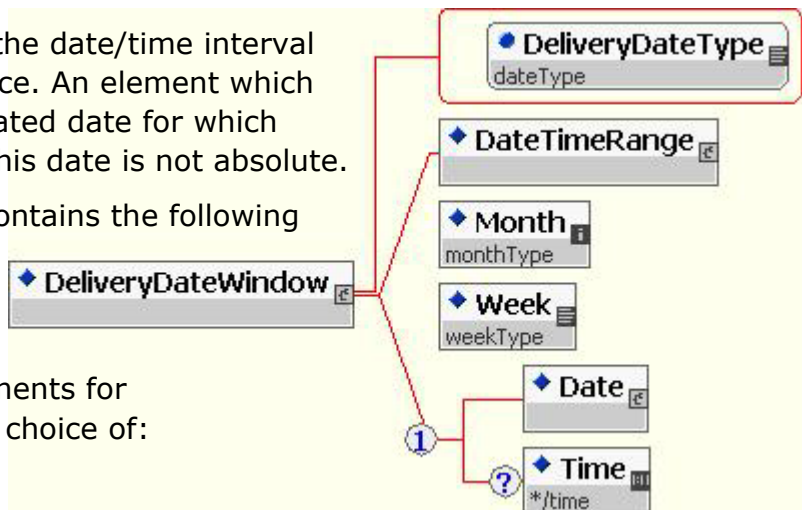 the date/time interval
ce. An element which
ated date for which
his date is not absolute.
ontains the following
nents for
choice of:
DeliveryDateWindow
DeliveryDateType
dateType
DateTimeRange
Month
monthType
Week
weekType
1
Date
?
Time
*/time